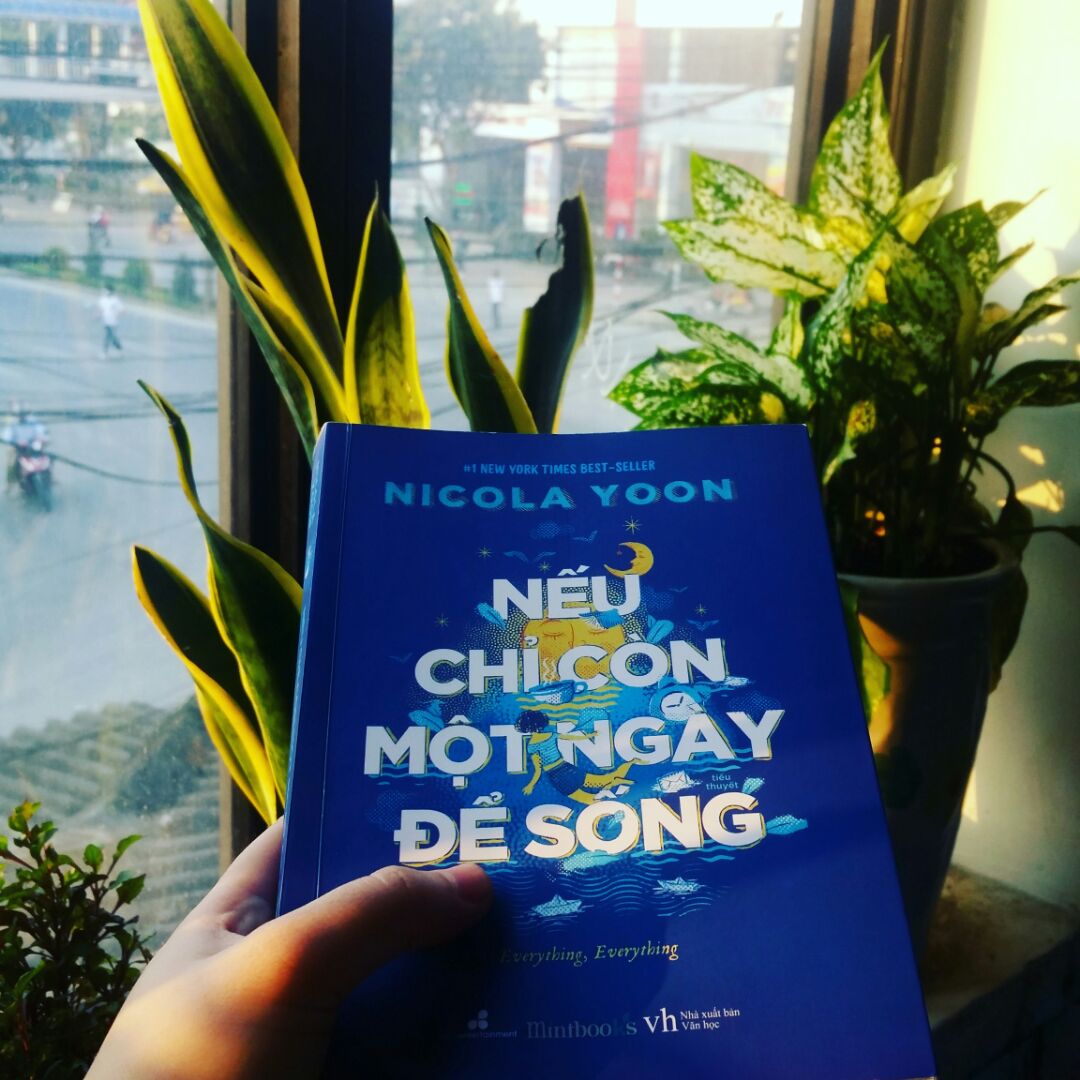 #1 NEW YORK TIMES BEST-SELLER
NICOLA YOON
NẾU
CHỈ CÒN
MỘT NGÀY
ĐỂ SỐNG
tiểu
thuyết
Everything, Everything
mintbooks
vh Nhà xuất bản
Văn học